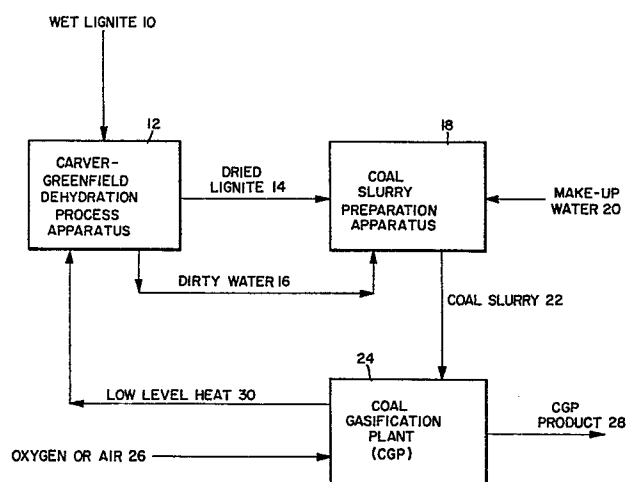 WET LIGNITE 10
12
CARVER-
GREENFIELD
DEHYDRATION
PROCESS
APPARATUS
DRIED
LIGNITE 14
18
COAL
SLURRY
PREPARATION
APPARATUS
MAKE-UP
WATER 20
DIRTY WATER 16
COAL SLURRY 22
24
LOW LEVEL HEAT 30
COAL
GASIFICATION
PLANT
(CGP)
CGP
PRODUCT 28
OXYGEN OR AIR 26